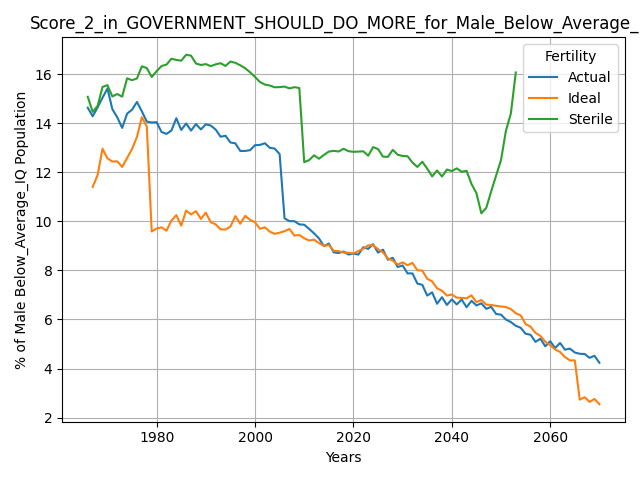 Score_2_in_GOVERNMENT_SHOULD_DO_MORE_for_Male_Below_Average_
Fertility
Actual
Ideal
Sterile
% of Male Below_Average_IQ Population
16
14
12
10
8
6
4
2
1980 2000 2020 2040 2060
Years